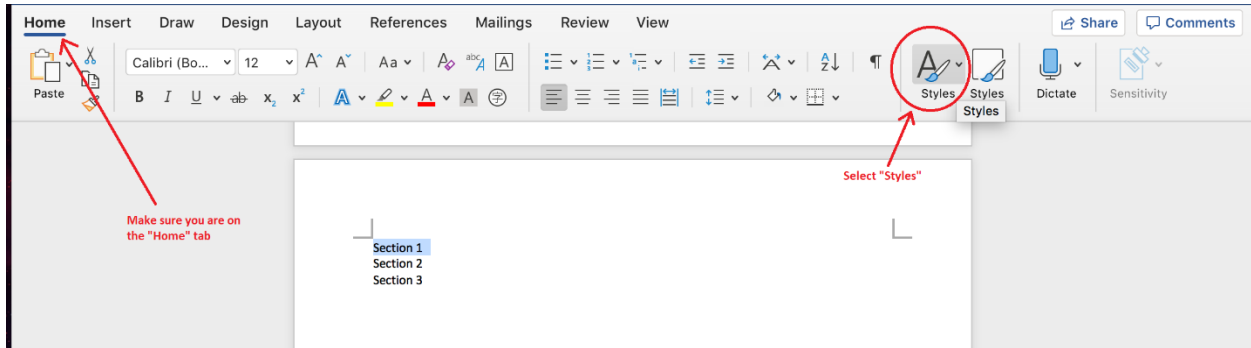 Home Insert Draw Design Layout References Mailings Review View Share Comments
Calibri (Bo... 12 A^ A˅ Aa A abc A A ¶
Paste B I U ab x₂ x² A A A Styles Styles Dictate Sensitivity
Styles
Select "Styles"
Make sure you are on
the "Home" tab
Section 1
Section 2
Section 3